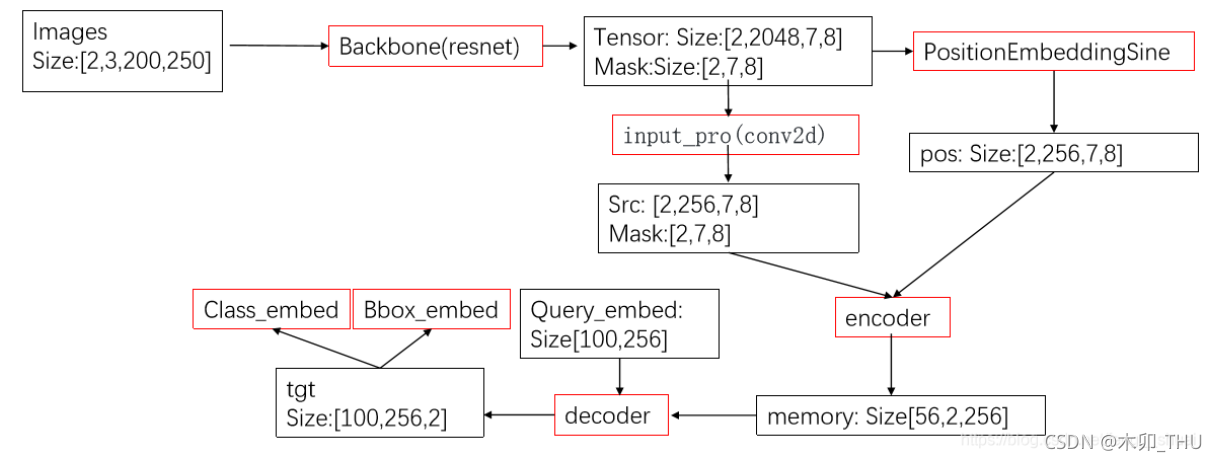 Images
Size:[2,3,200,250]
Backbone(resnet)
Tensor: Size:[2,2048,7,8]
Mask:Size:[2,7,8]
PositionEmbeddingSine
input_pro(conv2d)
pos: Size:[2,256,7,8]
Src: [2,256,7,8]
Mask:[2,7,8]
Class_embed
Bbox_embed
Query_embed:
Size[100,256]
encoder
tgt
Size:[100,256,2]
decoder
memory: Size[56,2,256]
CSDN @木卯_THU